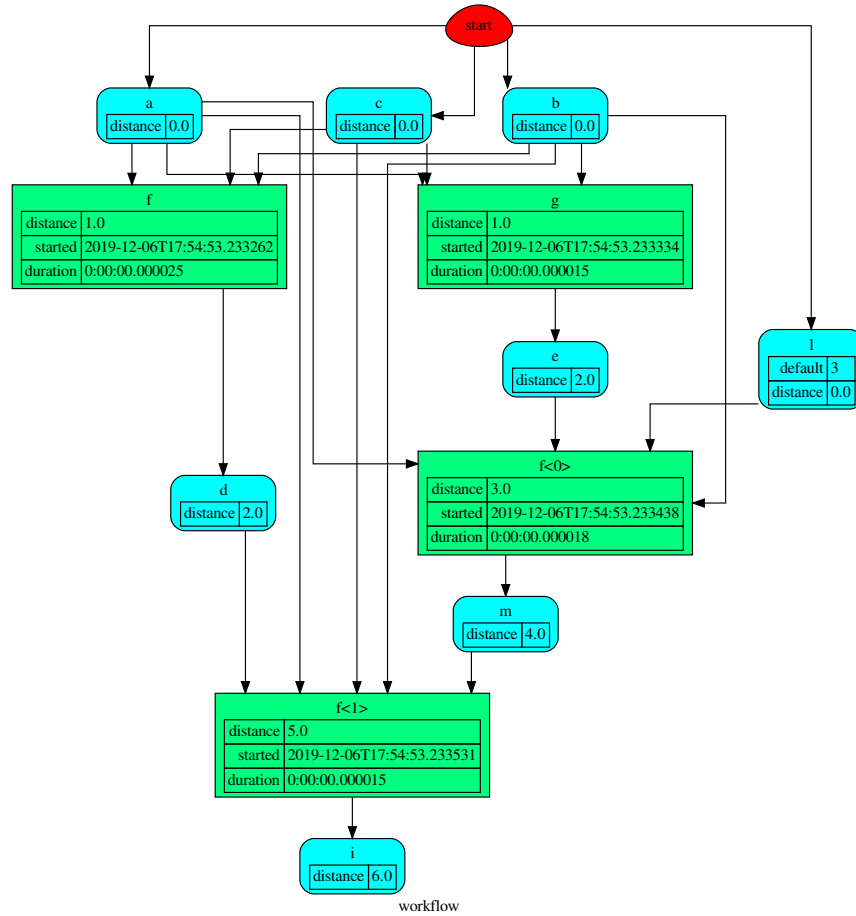 start
a
distance 0.0
c
distance 0.0
b
distance 0.0
f
distance 1.0
started 2019-12-06T17:54:53.233262
duration 0:00:00.000025
g
distance 1.0
started 2019-12-06T17:54:53.233334
duration 0:00:00.000015
l
default 3
distance 0.0
e
distance 2.0
f<0>
distance 3.0
started 2019-12-06T17:54:53.233438
duration 0:00:00.000018
d
distance 2.0
m
distance 4.0
f<1>
distance 5.0
started 2019-12-06T17:54:53.233531
duration 0:00:00.000015
i
distance 6.0
workflow